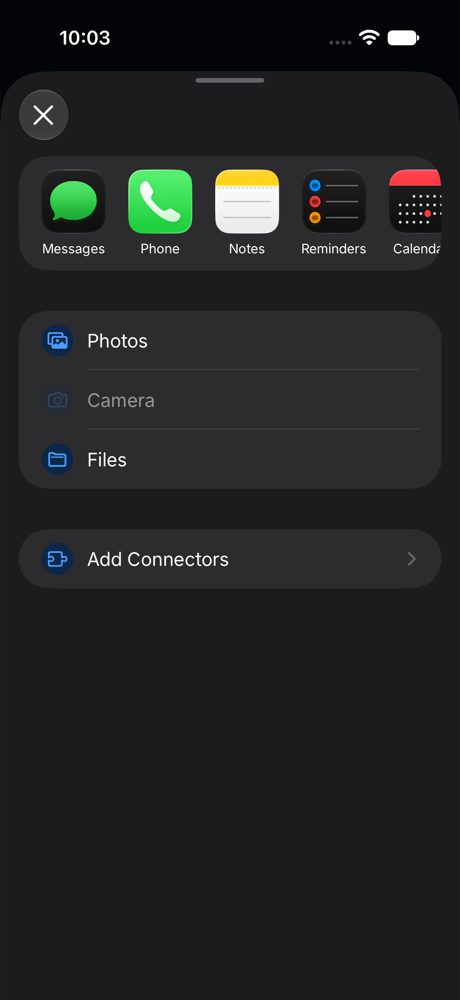 10:03
Messages
Phone
Notes
Reminders
Calenda
Photos
Camera
Files
Add Connectors